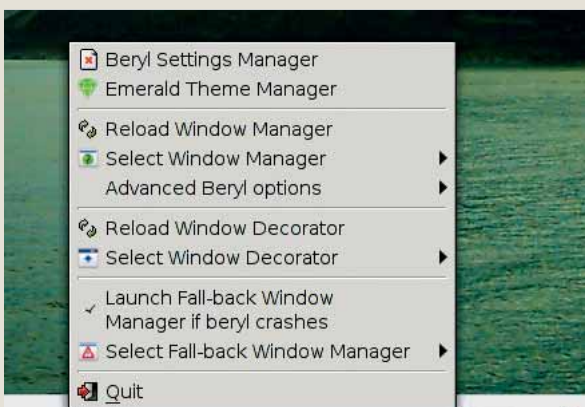 Beryl Settings Manager
Emerald Theme Manager
Reload Window Manager
Select Window Manager
Advanced Beryl options
Reload Window Decorator
Select Window Decorator
Launch Fall-back Window
Manager if beryl crashes
Select Fall-back Window Manager
Quit